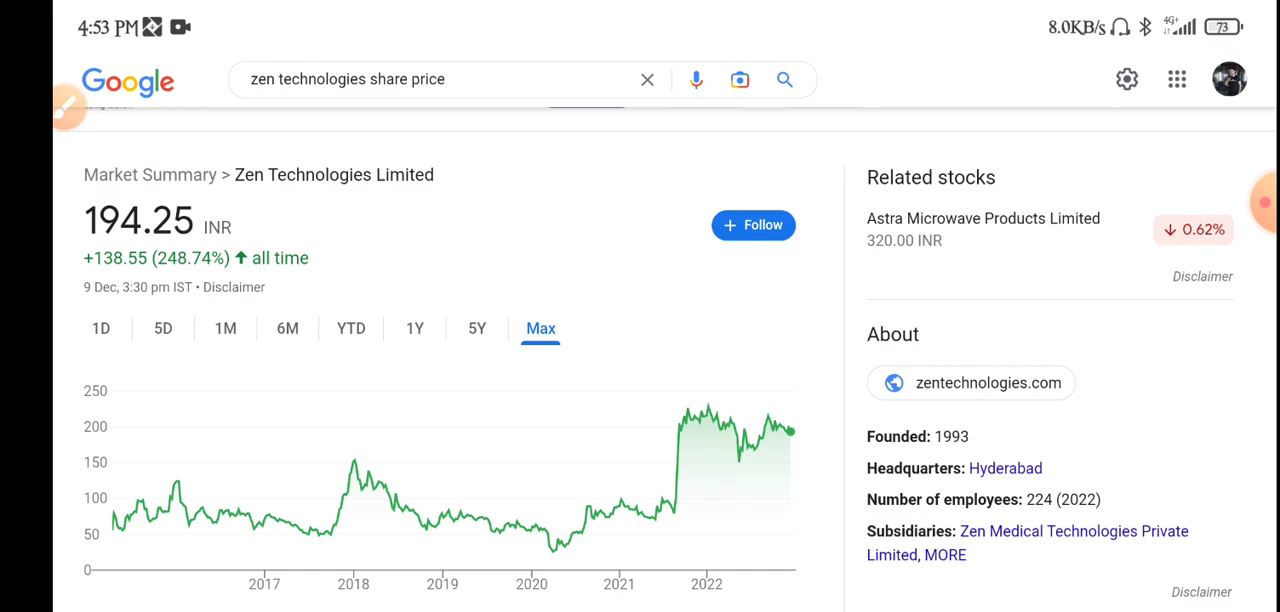 4:53 PM
8.0KB/s 4G+ 73
Google
zen technologies share price
Market Summary > Zen Technologies Limited
194.25 INR
Follow
+138.55 (248.74%) all time
9 Dec, 3:30 pm IST • Disclaimer
1D 5D 1M 6M YTD 1Y 5Y Max
250
200
150
100
50
0
2017 2018 2019 2020 2021 2022
Related stocks
Astra Microwave Products Limited
320.00 INR
0.62%
Disclaimer
About
zentechnologies.com
Founded: 1993
Headquarters: Hyderabad
Number of employees: 224 (2022)
Subsidiaries: Zen Medical Technologies Private
Limited, MORE
Disclaimer